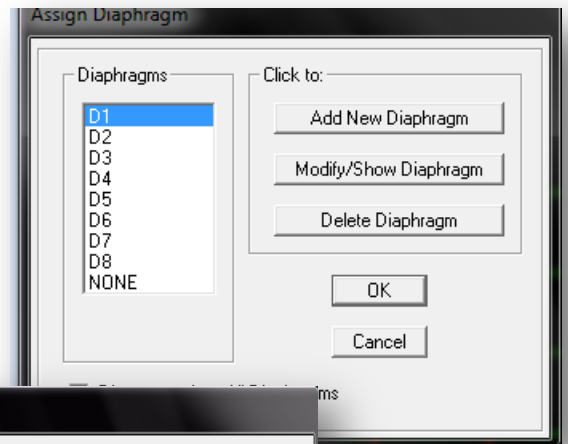 Assign Diaphragm
Diaphragms
D1
D2
D3
D4
D5
D6
D7
D8
NONE
Click to:
Add New Diaphragm
Modify/Show Diaphragm
Delete Diaphragm
OK
Cancel